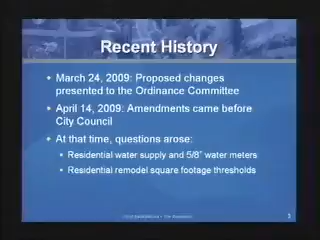 Recent History
March 24, 2009: Proposed changes
presented to the Ordinance Committee
April 14, 2009: Amendments came before
City Council
At that time, questions arose:
Residential water supply and 5/8" water meters
Residential remodel square footage thresholds
3